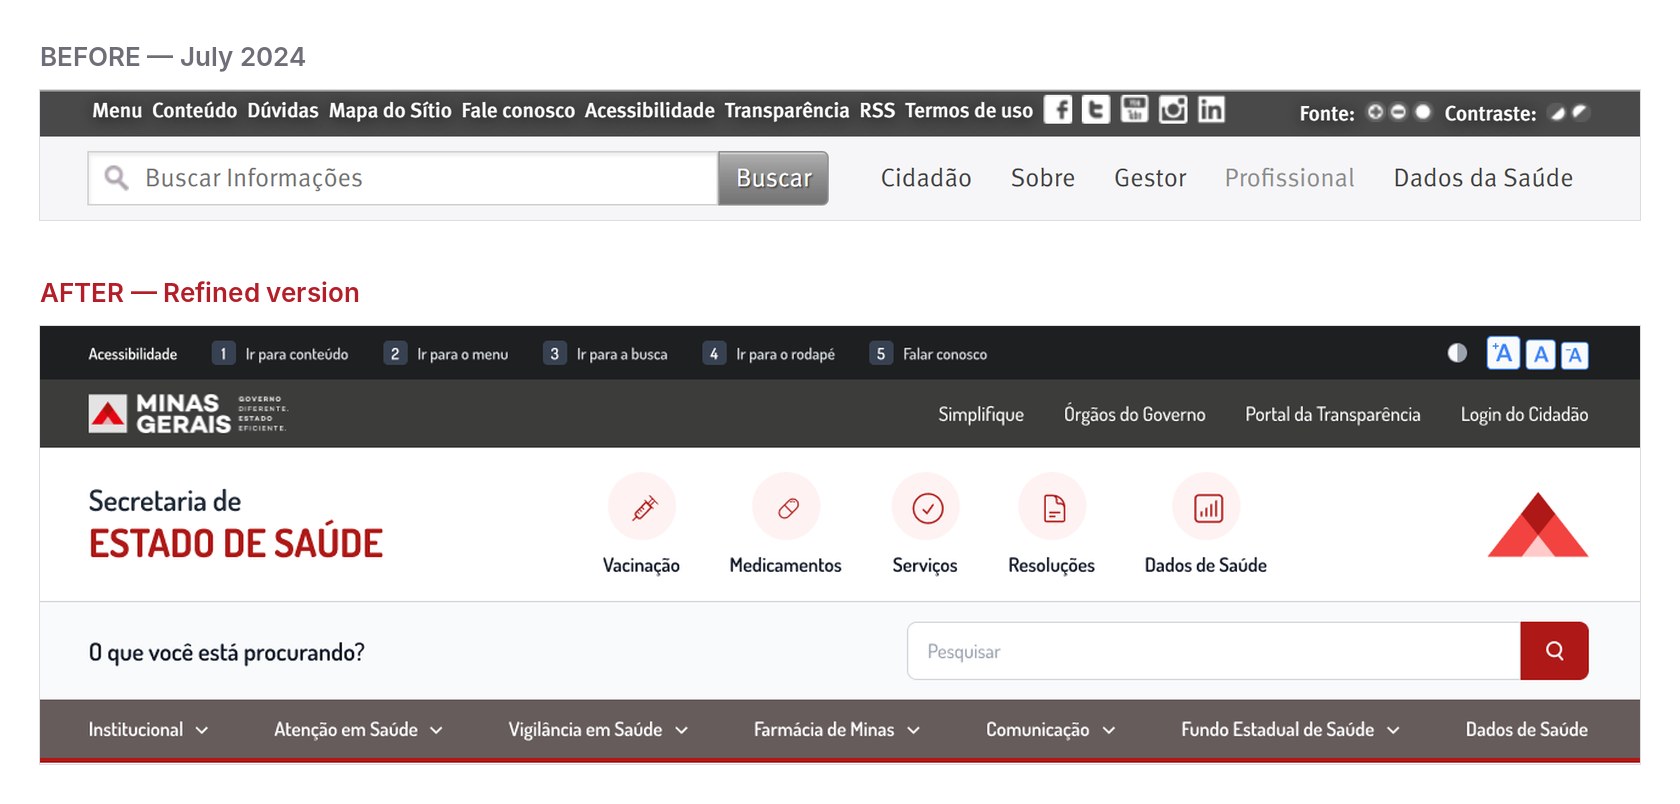 BEFORE — July 2024
Menu Conteúdo Dúvidas Mapa do Sítio Fale conosco Acessibilidade Transparência RSS Termos de uso Fonte: Contraste:
Buscar Informações Buscar Cidadão Sobre Gestor Profissional Dados da Saúde
AFTER — Refined version
Acessibilidade 1 Ir para conteúdo 2 Ir para o menu 3 Ir para a busca 4 Ir para o rodapé 5 Falar conosco +A A -A
MINAS GERAIS
GOVERNO
DIFERENTE.
ESTADO
EFICIENTE.
Simplifique Órgãos do Governo Portal da Transparência Login do Cidadão
Secretaria de
ESTADO DE SAÚDE
Vacinação Medicamentos Serviços Resoluções Dados de Saúde
O que você está procurando? Pesquisar
Institucional Atenção em Saúde Vigilância em Saúde Farmácia de Minas Comunicação Fundo Estadual de Saúde Dados de Saúde